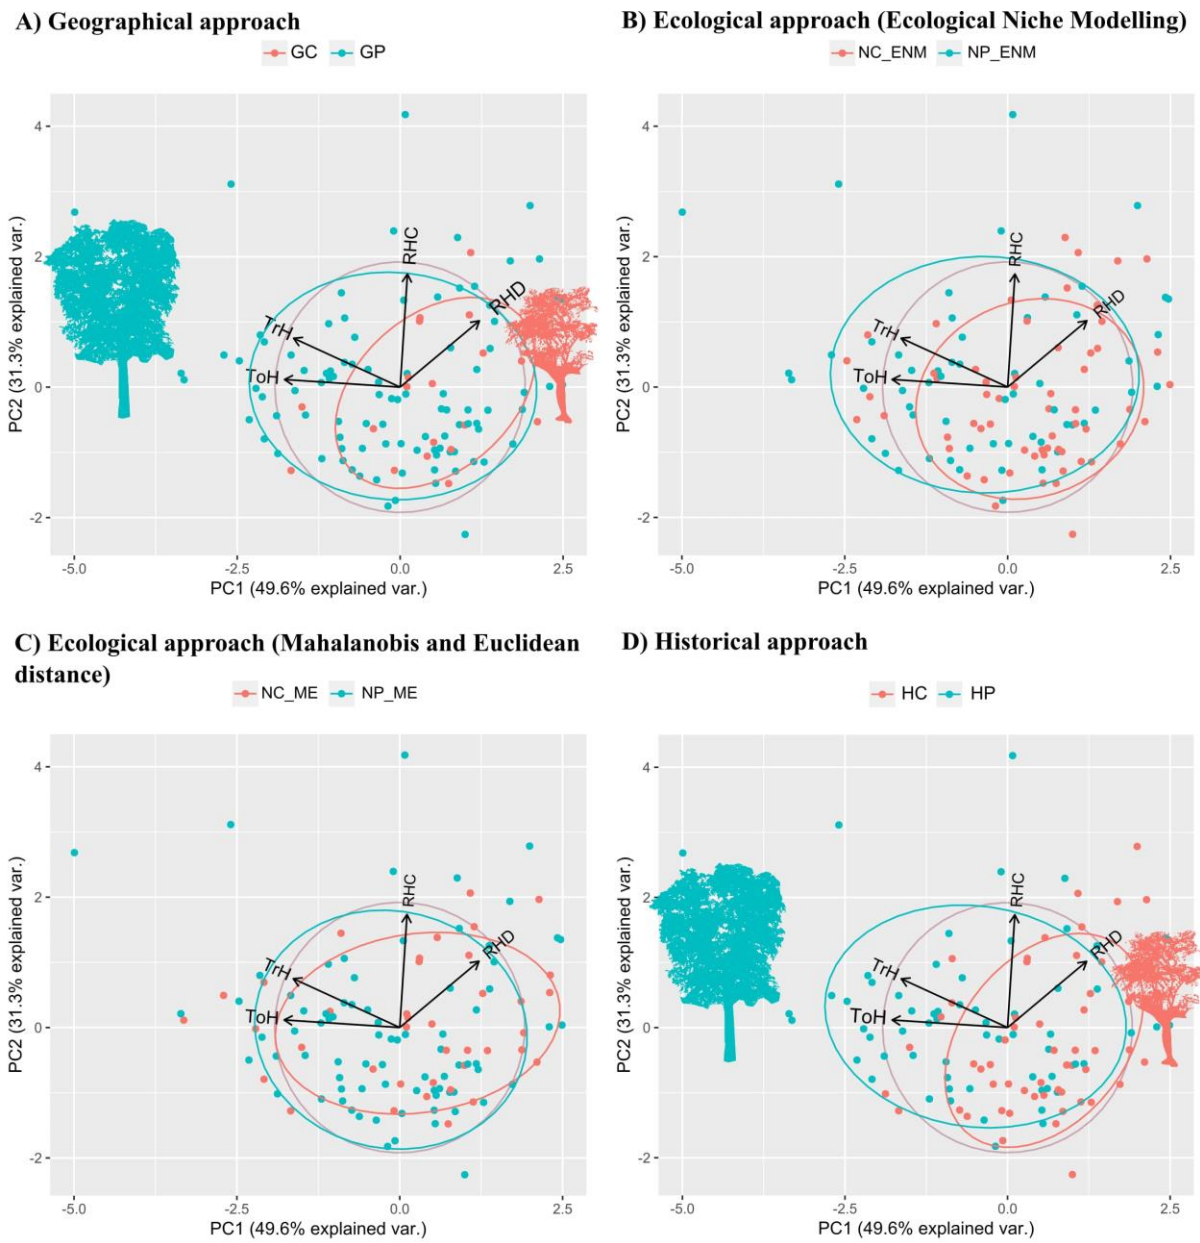 A) Geographical approach
GC GP
4
2
0
-2
PC2 (31.3% explained var.)
RHC
RHD
TrH
ToH
-5.0 -2.5 0.0 2.5
PC1 (49.6% explained var.)
B) Ecological approach (Ecological Niche Modelling)
NC_ENM NP_ENM
4
2
0
-2
PC2 (31.3% explained var.)
RHC
RHD
TrH
ToH
-5.0 -2.5 0.0 2.5
PC1 (49.6% explained var.)
C) Ecological approach (Mahalanobis and Euclidean
distance)
NC_ME NP_ME
4
2
0
-2
PC2 (31.3% explained var.)
RHC
RHD
TrH
ToH
-5.0 -2.5 0.0 2.5
PC1 (49.6% explained var.)
D) Historical approach
HC HP
4
2
0
-2
PC2 (31.3% explained var.)
RHC
RHD
TrH
ToH
-5.0 -2.5 0.0 2.5
PC1 (49.6% explained var.)